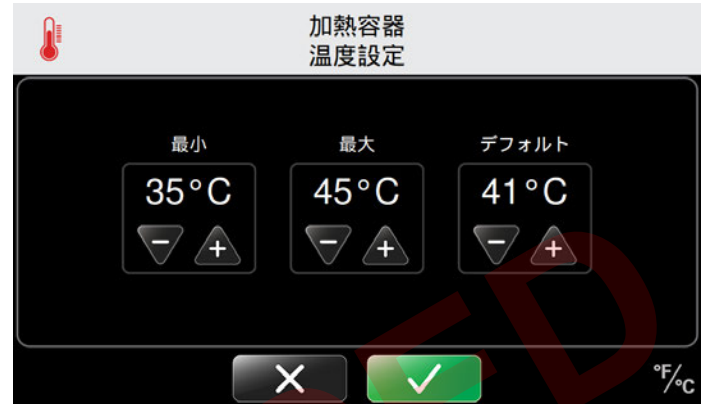 加熱容器
温度設定
最小 最大 デフォルト
35°C 45°C 41°C
− + − + − +
°F/°C